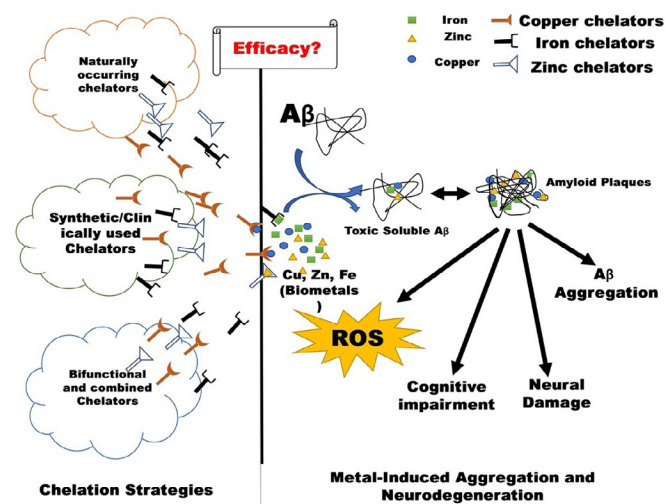 Iron
Zinc
Copper
Copper chelators
Iron chelators
Zinc chelators
Efficacy?
Naturally
occurring
chelators
Synthetic/Clin
ically used
Chelators
Bifunctional
and combined
Chelators
Aβ
Toxic Soluble Aβ
Amyloid Plaques
Cu, Zn, Fe
(Biometals
)
ROS
Cognitive
impairment
Neural
Damage
Aβ
Aggregation
Chelation Strategies
Metal-Induced Aggregation and
Neurodegeneration